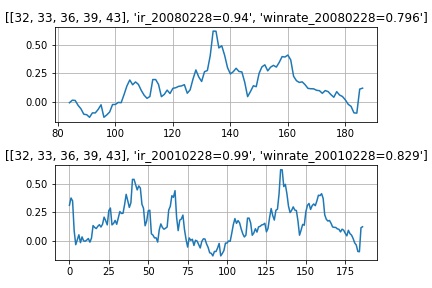 [[32, 33, 36, 39, 43], 'ir_20080228=0.94', 'winrate_20080228=0.796']
0.50
0.25
0.00
80 100 120 140 160 180
[[32, 33, 36, 39, 43], 'ir_20010228=0.99', 'winrate_20010228=0.829']
0.50
0.25
0.00
0 25 50 75 100 125 150 175